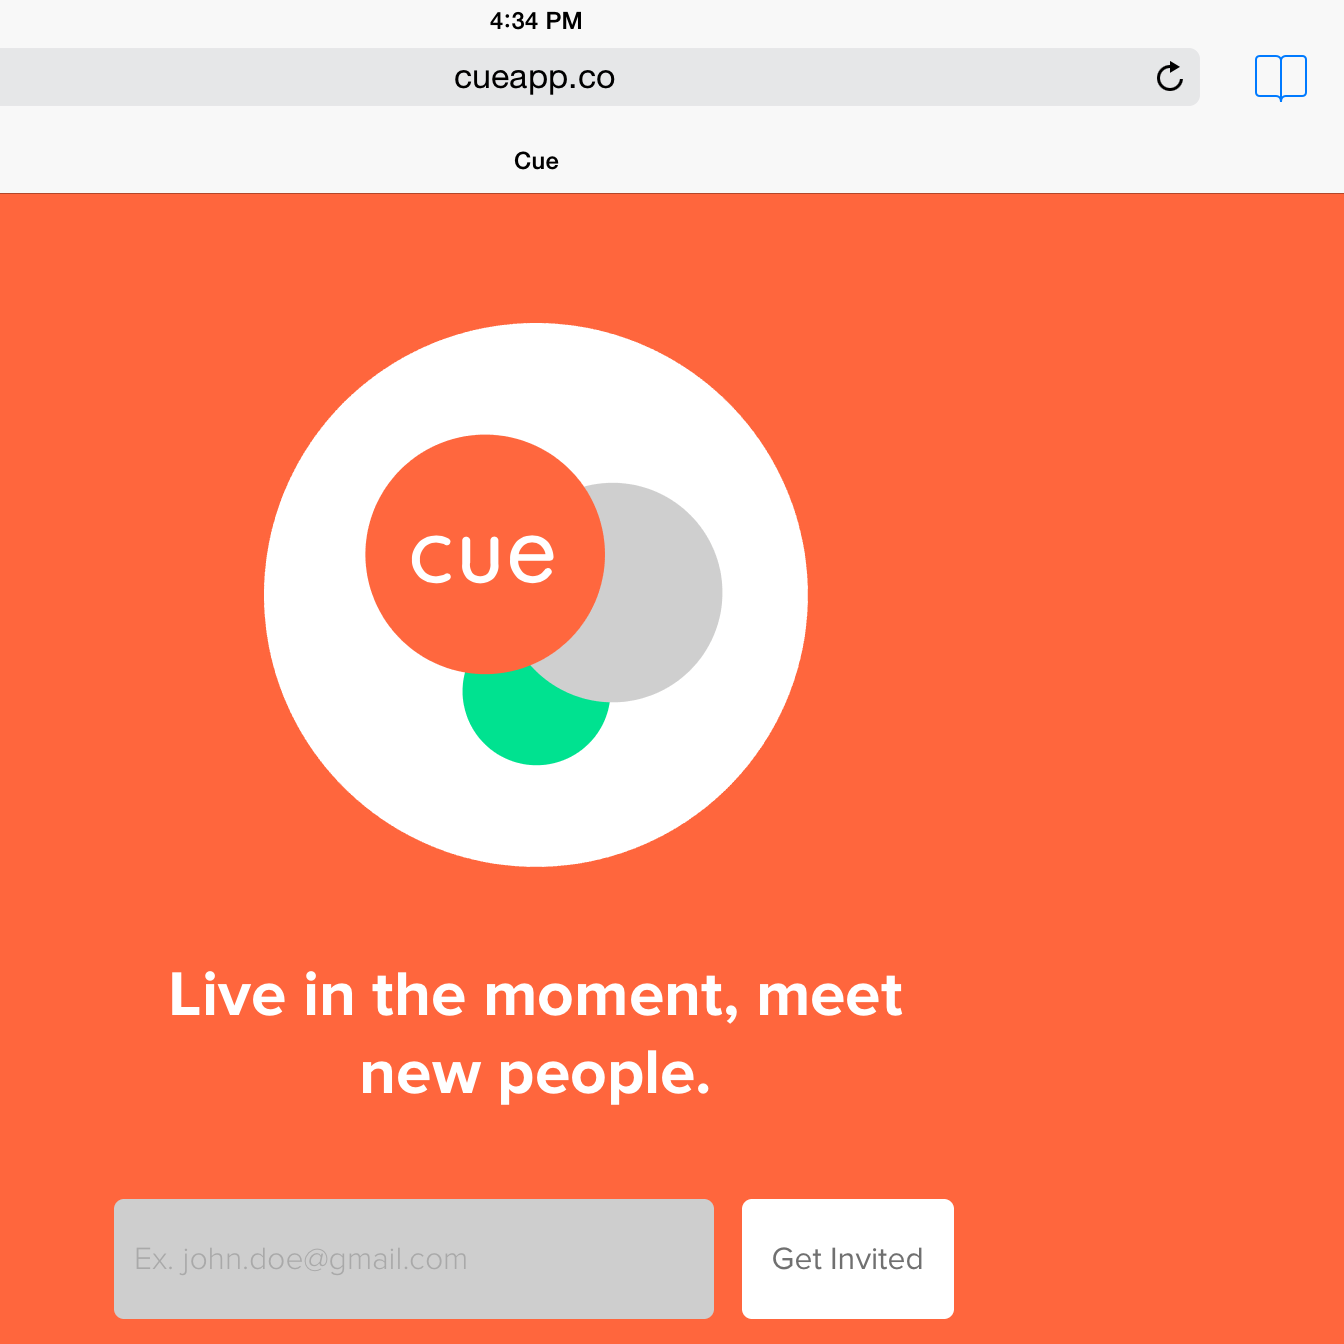 4:34 PM
cueapp.co
Cue
cue
Live in the moment, meet
new people.
Ex. john.doe@gmail.com
Get Invited